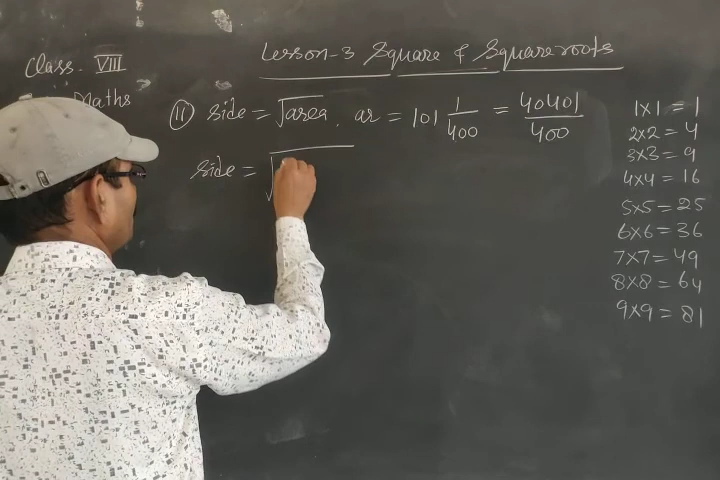 Class - VIII
Maths
Lesson-3 Square & Square roots
(11) side = √area . ar = 101 1/400 = 40401/400
side = √
1x1 = 1
2x2 = 4
3x3 = 9
4x4 = 16
5x5 = 25
6x6 = 36
7x7 = 49
8x8 = 64
9x9 = 81